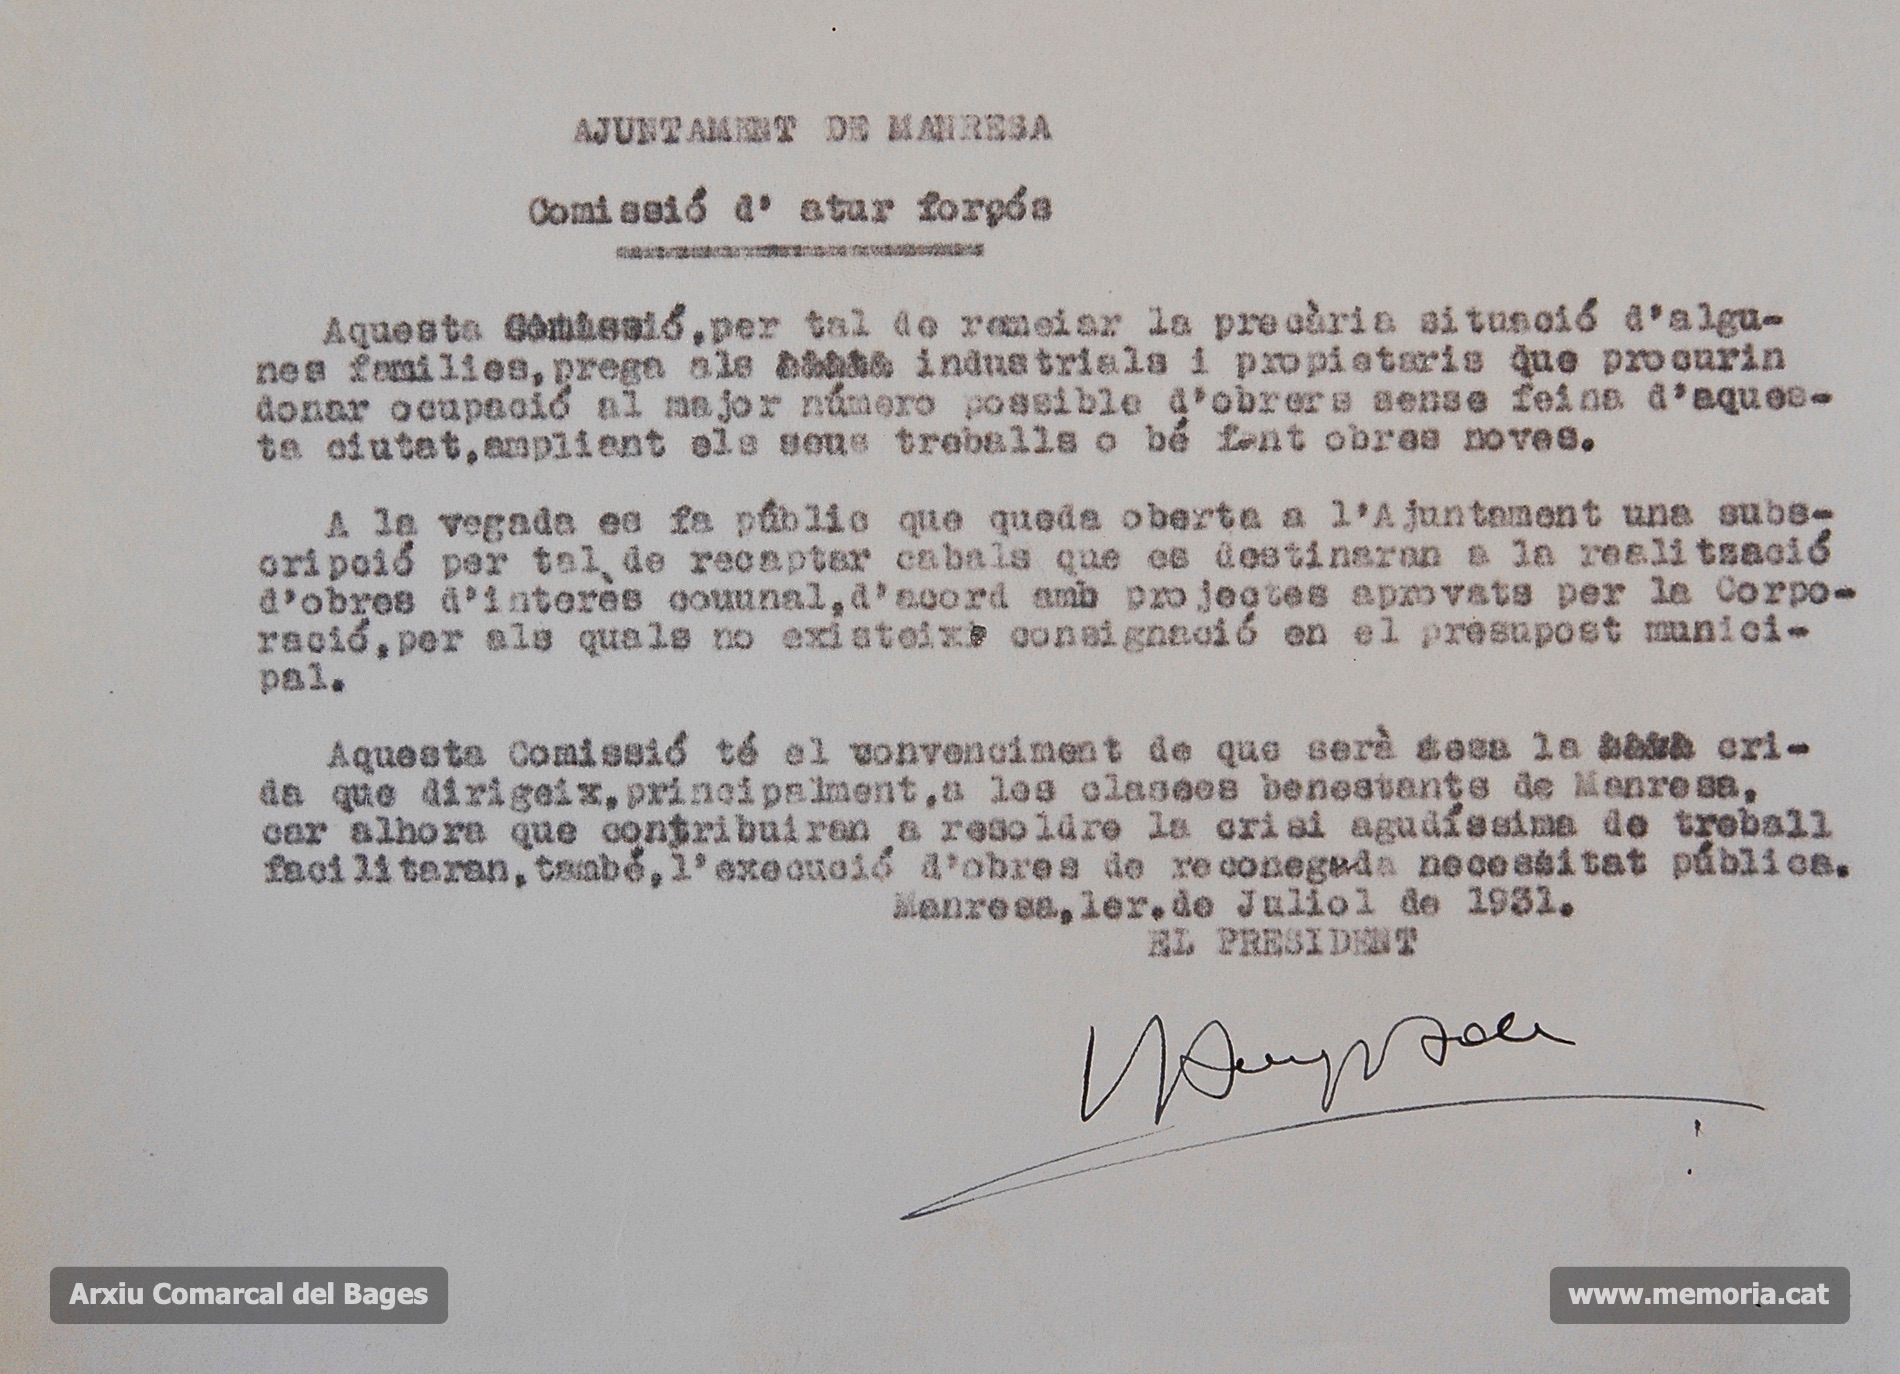 AJUNTAMENT DE MANRESA
Comissió d' atur forçós
Aquesta Comissió,per tal de remeiar la precària situació d'algu-
nes families,prega als industrials i propietaris que procurin
donar ocupació al major número possible d'obrers sense feina d'aques-
ta ciutat,ampliant els seus treballs o bé fent obres noves.
A la vegada es fa públic que queda oberta a l'Ajuntament una subs-
cripció per tal de recaptar cabals que es destinaran a la realització
d'obres d'interès couunal,d'acord amb projectes aprovats per la Corpo-
ració,per als quals no existeix consignació en el presupost munici-
pal.
Aquesta Comissió té el convenciment de que serà atesa la cri-
da que dirigeix,principalment,a les classes benestants de Manresa,
car alhora que contribuiran a resoldre la crisi agudíssima de treball
facilitaran,també,l'execució d'obres de reconegada necessitat pública.
Manresa,1er.de Juliol de 1931.
EL PRESIDENT
Arxiu Comarcal del Bages
www.memoria.cat